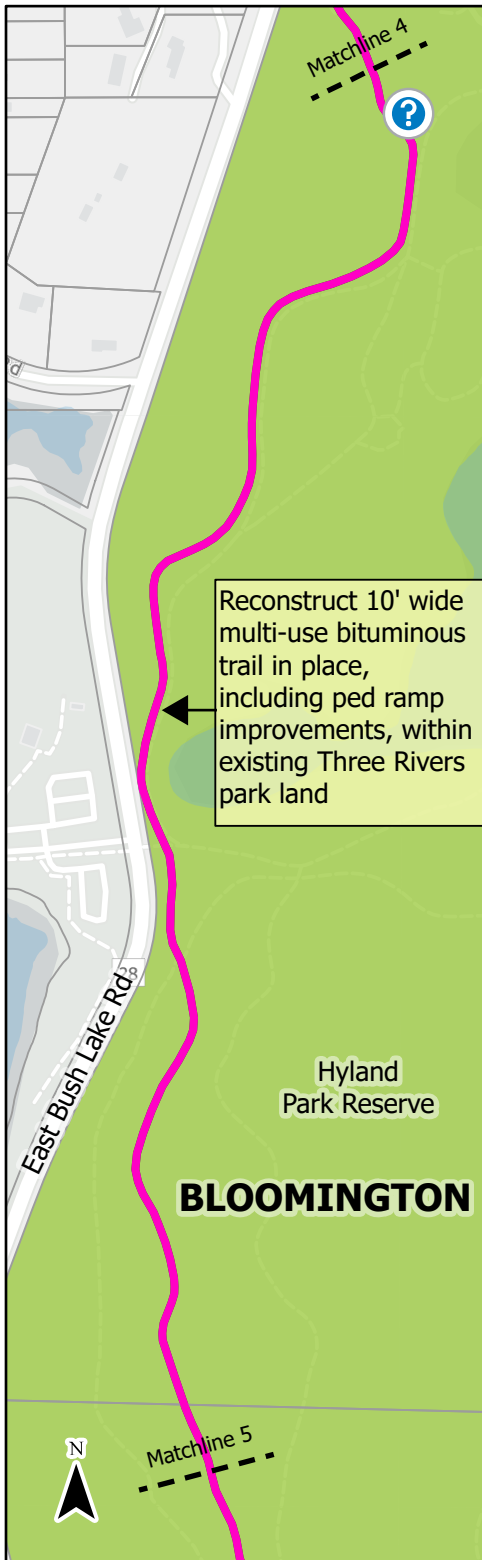 Matchline 4
?
Rd
Reconstruct 10' wide
multi-use bituminous
trail in place,
including ped ramp
improvements, within
existing Three Rivers
park land
28
East Bush Lake Rd
Hyland
Park Reserve
BLOOMINGTON
Matchline 5
N